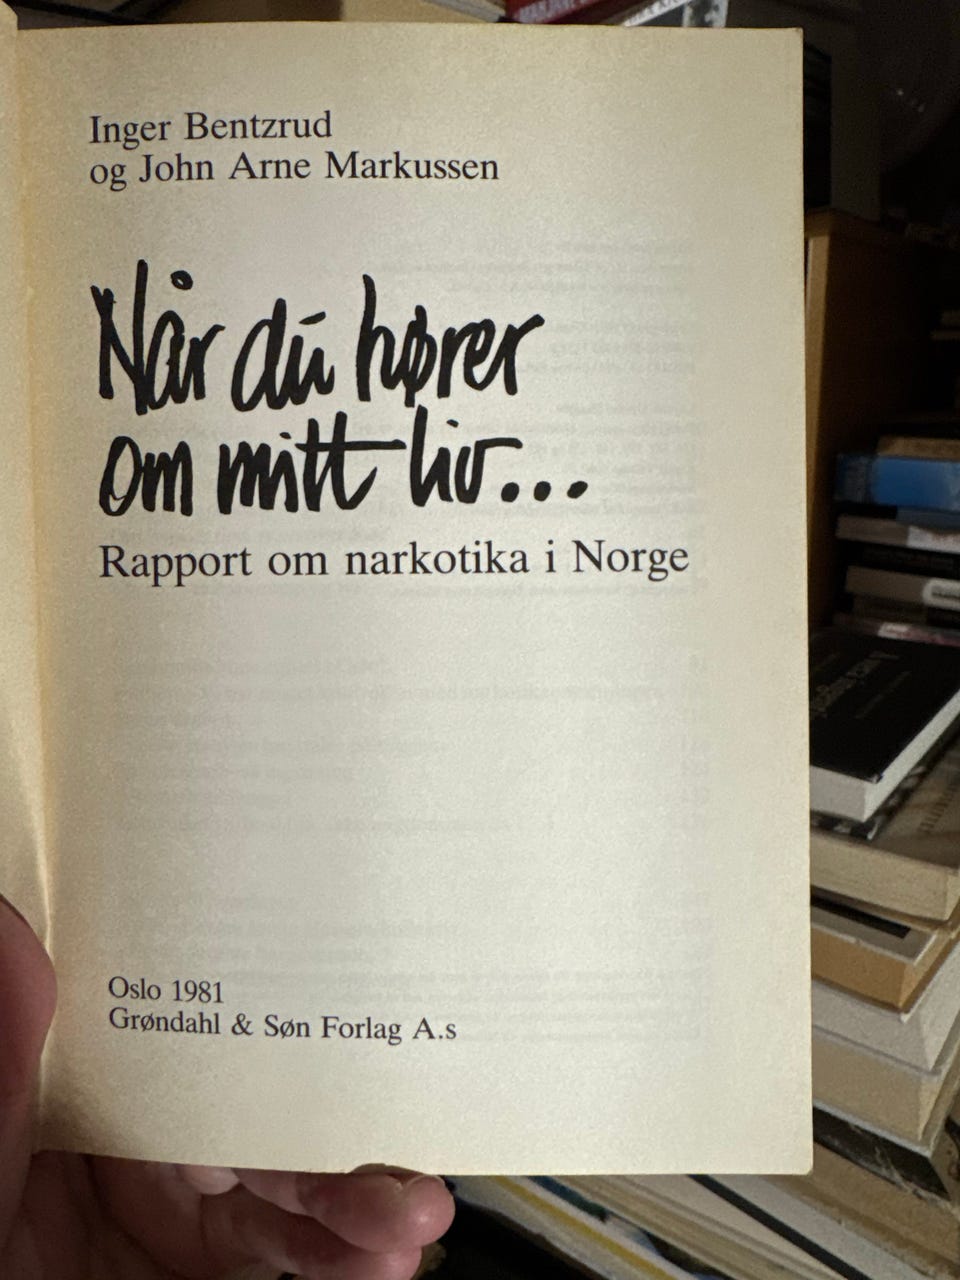 Inger Bentzrud
og John Arne Markussen
Når du hører
om mitt liv...
Rapport om narkotika i Norge
Oslo 1981
Grøndahl & Søn Forlag A.s